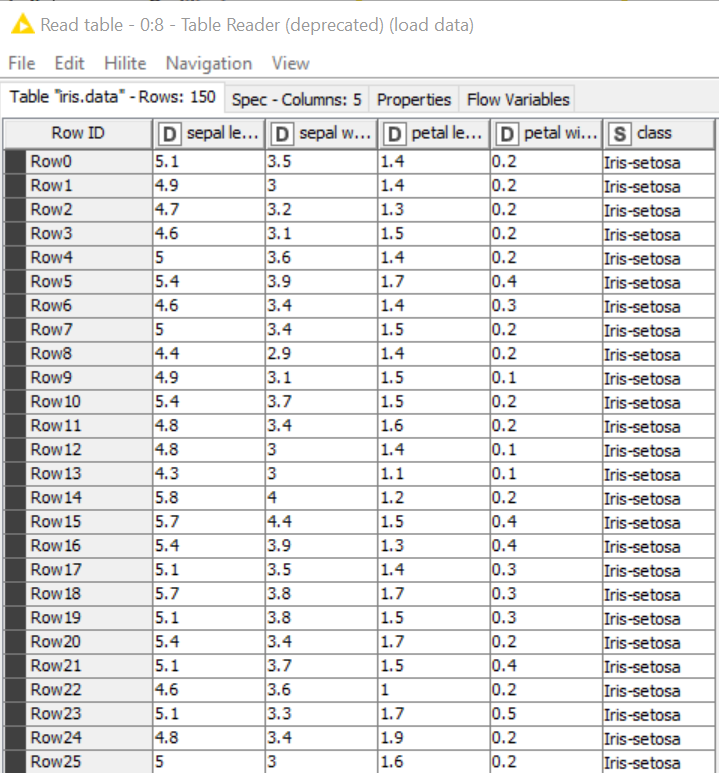 Read table - 0:8 - Table Reader (deprecated) (load data)
File Edit Hilite Navigation View
Table "iris.data" - Rows: 150 Spec - Columns: 5 Properties Flow Variables
Row ID D sepal le... D sepal w... D petal le... D petal wi... S class
Row0 5.1 3.5 1.4 0.2 Iris-setosa
Row1 4.9 3 1.4 0.2 Iris-setosa
Row2 4.7 3.2 1.3 0.2 Iris-setosa
Row3 4.6 3.1 1.5 0.2 Iris-setosa
Row4 5 3.6 1.4 0.2 Iris-setosa
Row5 5.4 3.9 1.7 0.4 Iris-setosa
Row6 4.6 3.4 1.4 0.3 Iris-setosa
Row7 5 3.4 1.5 0.2 Iris-setosa
Row8 4.4 2.9 1.4 0.2 Iris-setosa
Row9 4.9 3.1 1.5 0.1 Iris-setosa
Row10 5.4 3.7 1.5 0.2 Iris-setosa
Row11 4.8 3.4 1.6 0.2 Iris-setosa
Row12 4.8 3 1.4 0.1 Iris-setosa
Row13 4.3 3 1.1 0.1 Iris-setosa
Row14 5.8 4 1.2 0.2 Iris-setosa
Row15 5.7 4.4 1.5 0.4 Iris-setosa
Row16 5.4 3.9 1.3 0.4 Iris-setosa
Row17 5.1 3.5 1.4 0.3 Iris-setosa
Row18 5.7 3.8 1.7 0.3 Iris-setosa
Row19 5.1 3.8 1.5 0.3 Iris-setosa
Row20 5.4 3.4 1.7 0.2 Iris-setosa
Row21 5.1 3.7 1.5 0.4 Iris-setosa
Row22 4.6 3.6 1 0.2 Iris-setosa
Row23 5.1 3.3 1.7 0.5 Iris-setosa
Row24 4.8 3.4 1.9 0.2 Iris-setosa
Row25 5 3 1.6 0.2 Iris-setosa